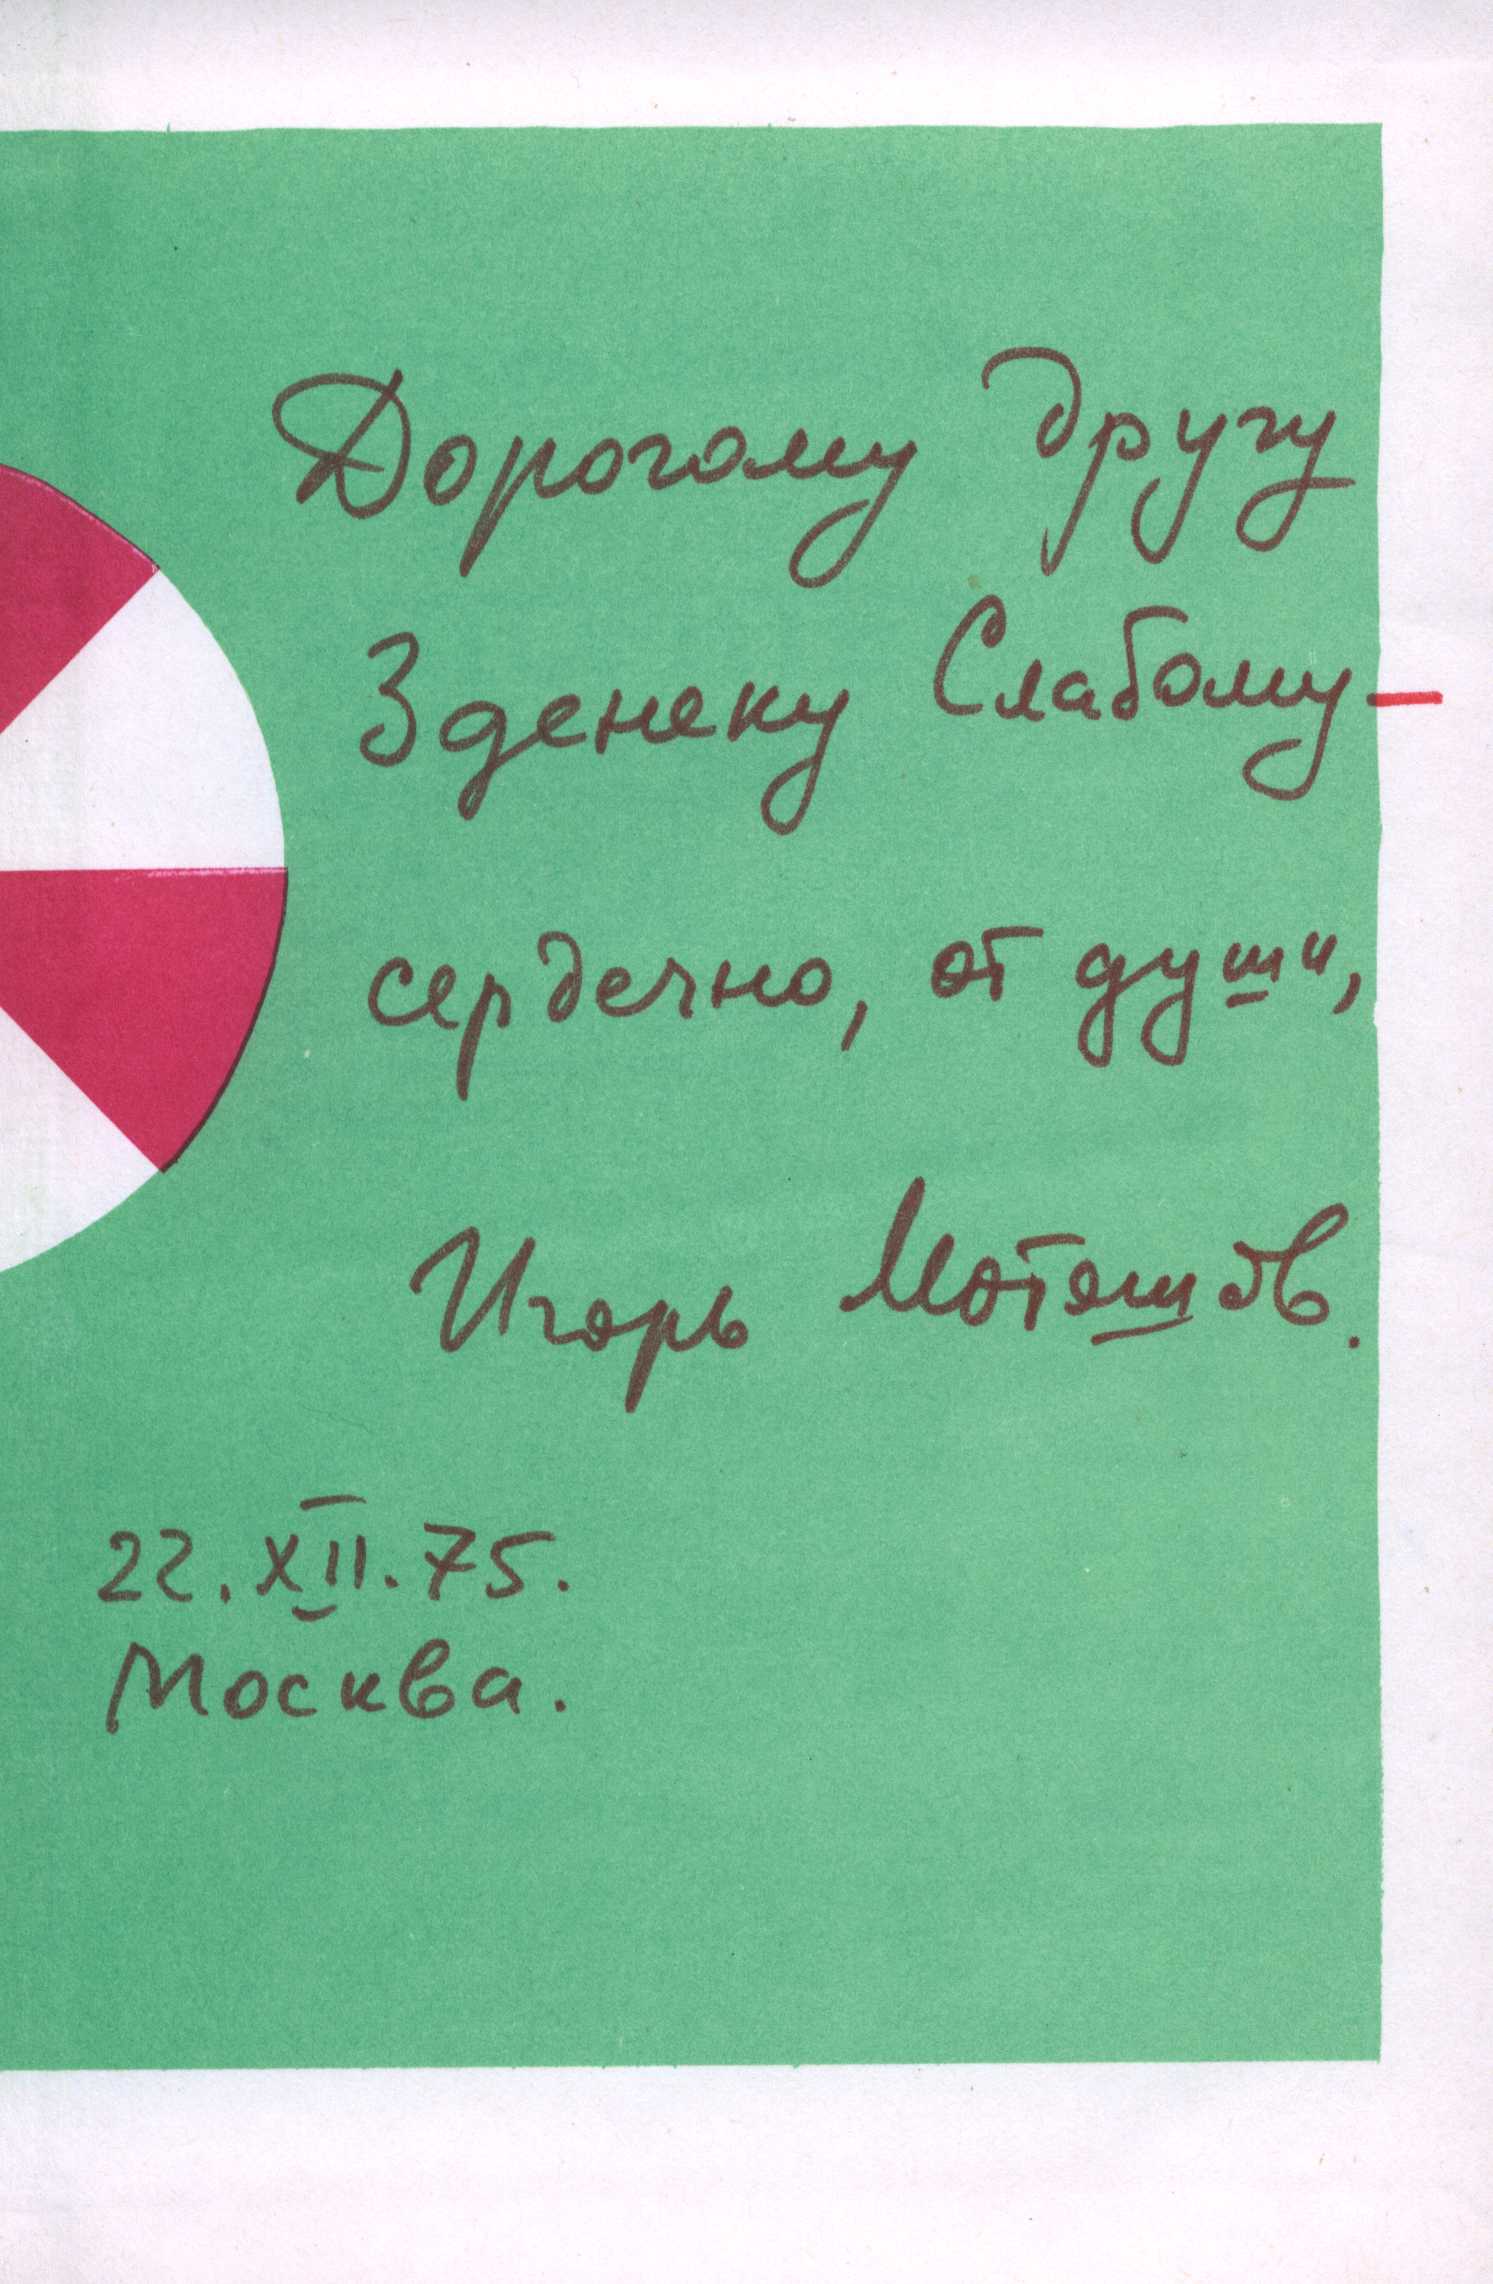 Дорогому другу
Зденеку Слабому –
сердечно, от души,
Игорь Мотяшов.
22.XII.75.
Москва.